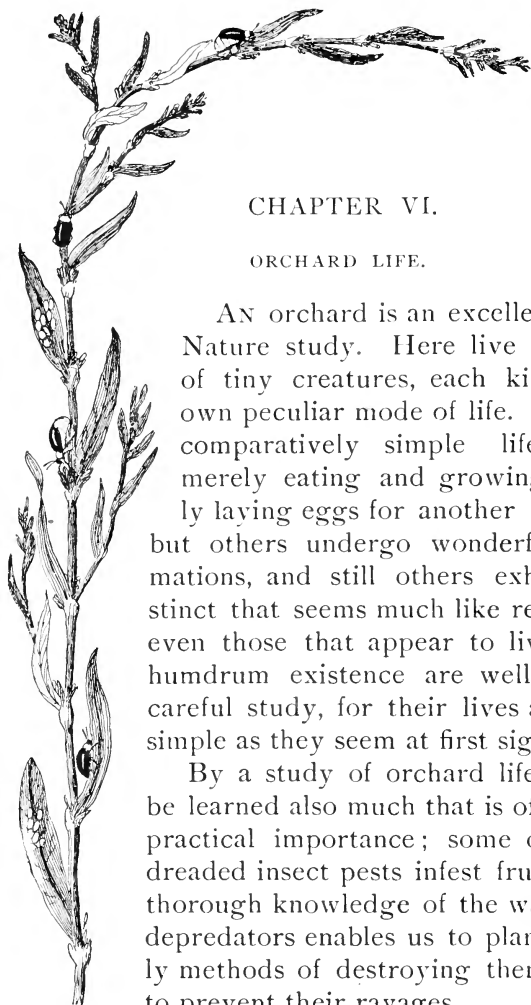 CHAPTER VI.
ORCHARD LIFE.
AN orchard is an excelle
Nature study. Here live
of tiny creatures, each ki
own peculiar mode of life.
comparatively simple life
merely eating and growin
ly laying eggs for another
but others undergo wonderf
mations, and still others exh
stinct that seems much like re
even those that appear to liv
humdrum existence are well
careful study, for their lives a
simple as they seem at first sig
By a study of orchard life
be learned also much that is of
practical importance; some o
dreaded insect pests infest fru
thorough knowledge of the w
depredators enables us to plan
ly methods of destroying then
to prevent their ravages